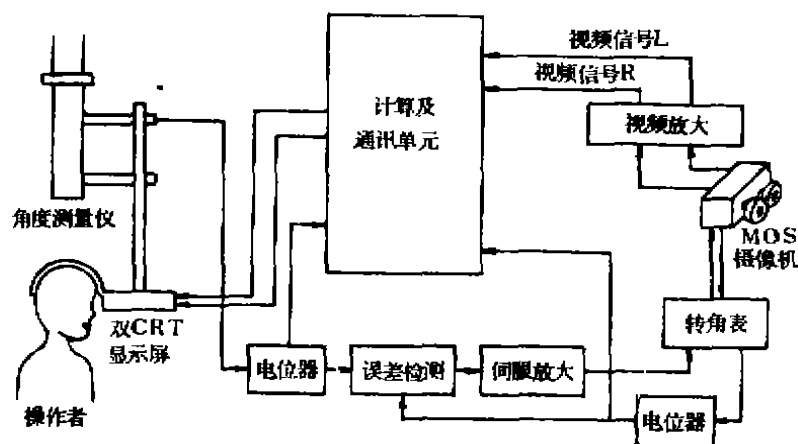 视频信号L
视频信号R
计算及
通讯单元
视频放大
角度测量仪
MOS
摄像机
双CRT
显示屏
转角表
电位器
误差检测
伺服放大
电位器
操作者